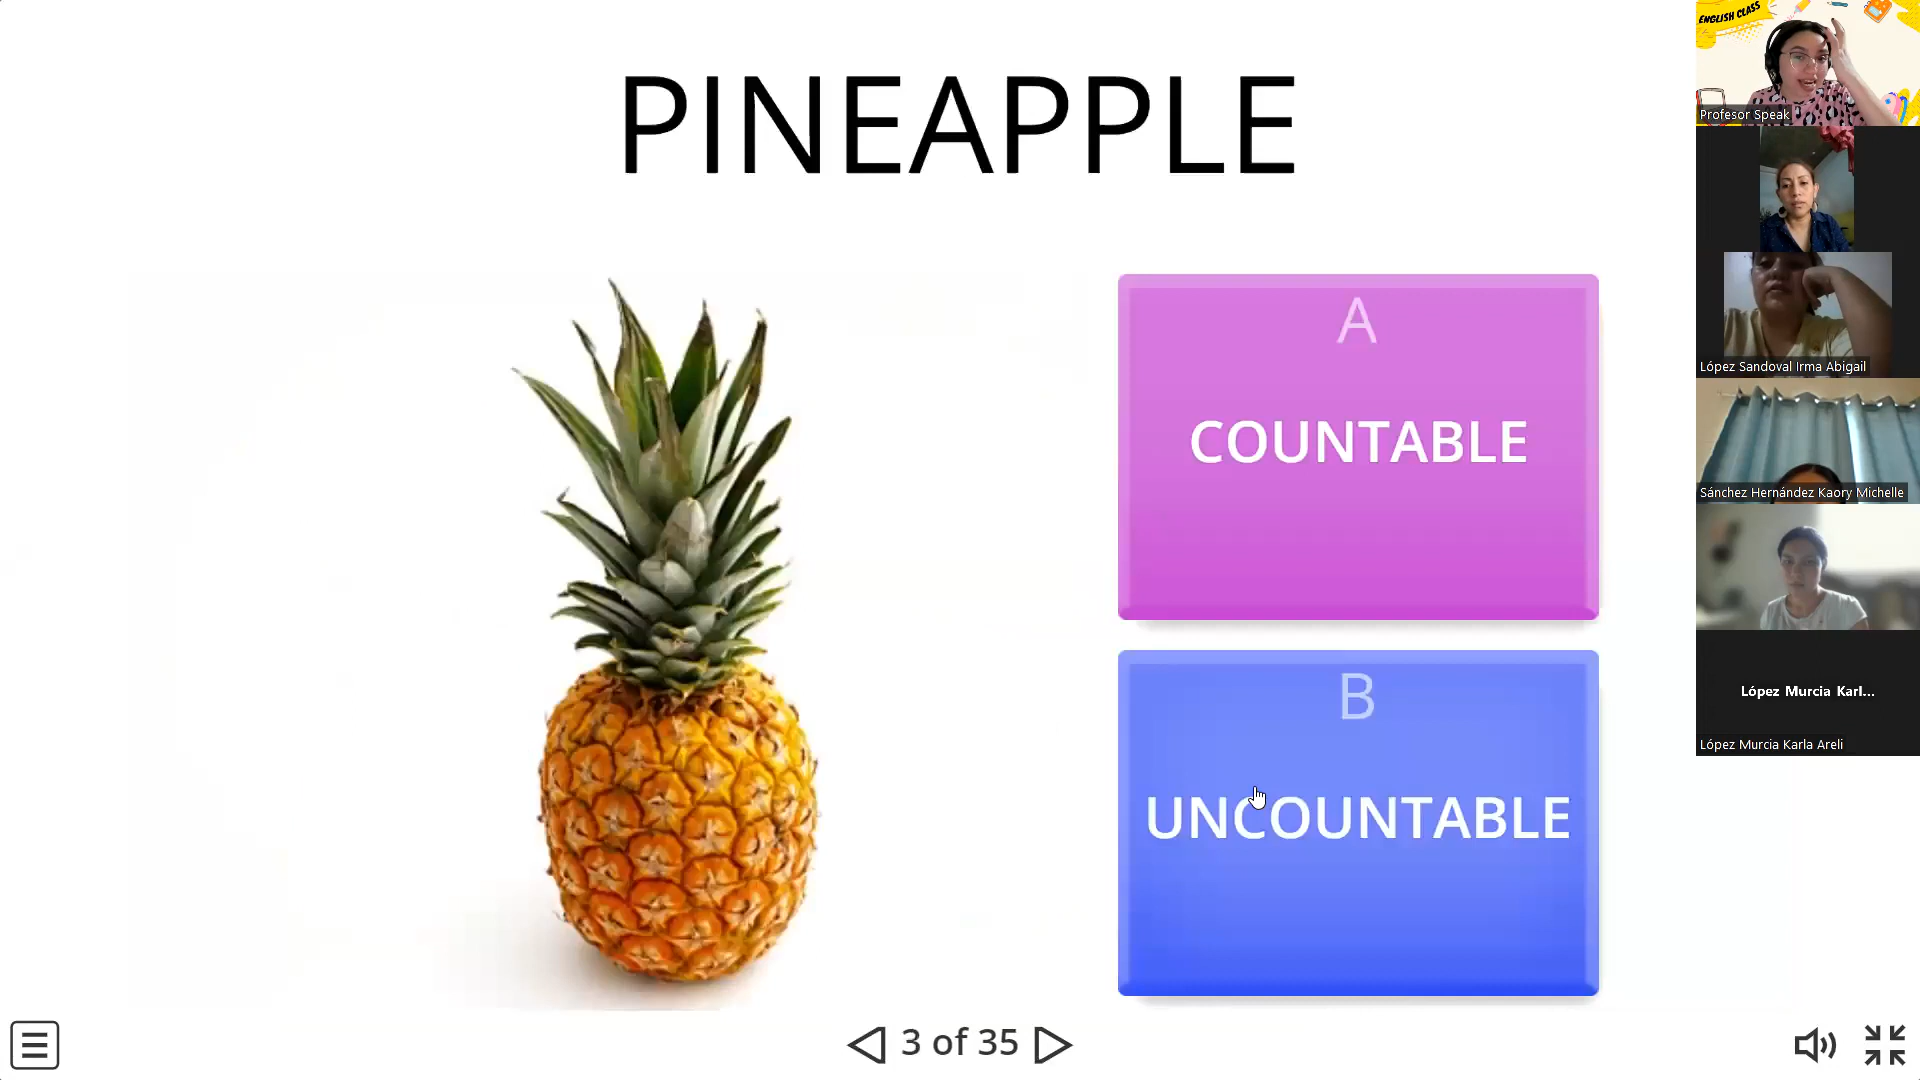 PINEAPPLE
A
COUNTABLE
B
UNCOUNTABLE
3 of 35
ENGLISH CLASS
Profesor Speak
López Sandoval Irma Abigail
Sánchez Hernández Kaory Michelle
López Murcia Karl...
López Murcia Karla Areli